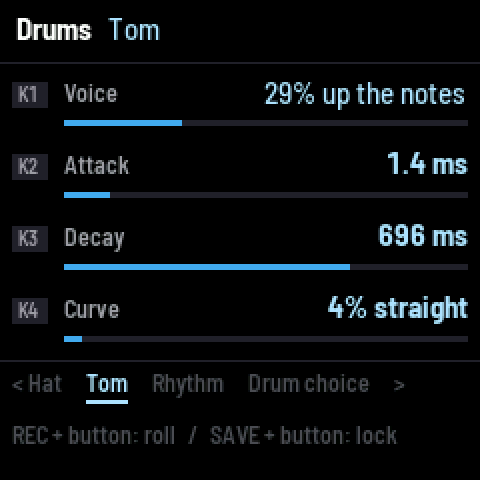 Drums Tom
K1 Voice 29% up the notes
K2 Attack 1.4 ms
K3 Decay 696 ms
K4 Curve 4% straight
< Hat Tom Rhythm Drum choice >
REC + button: roll / SAVE + button: lock